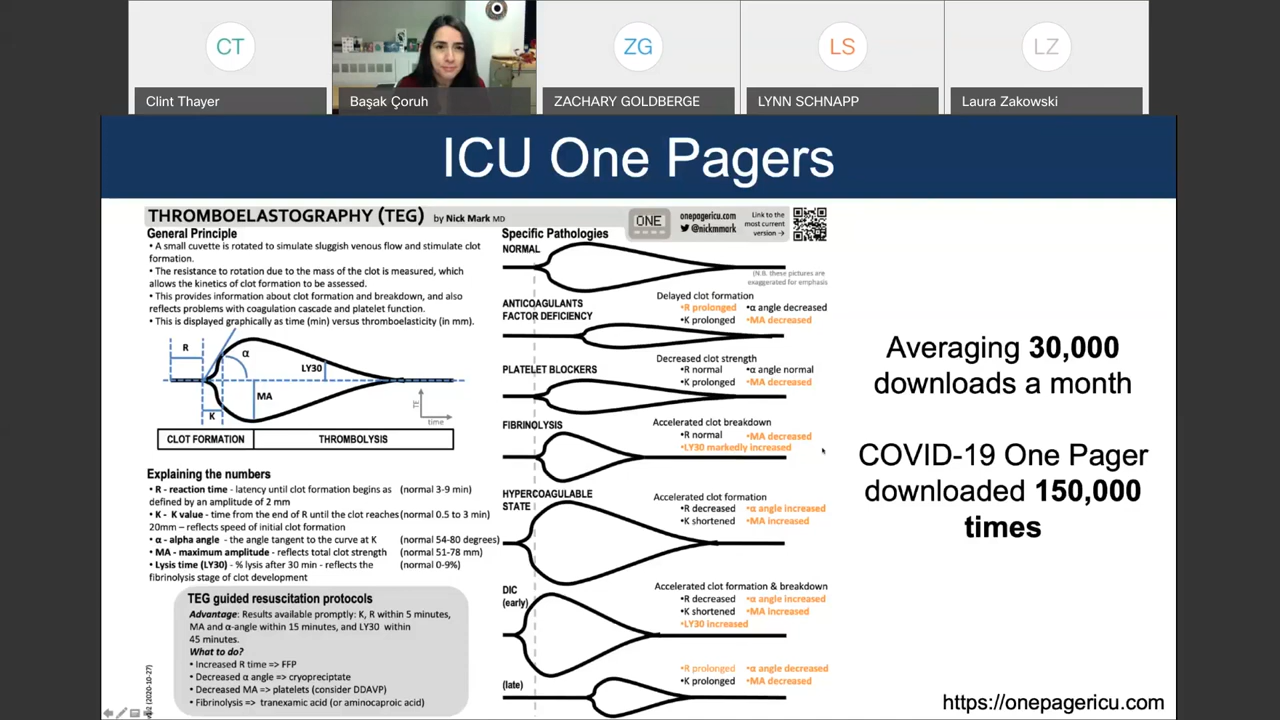 CT
ZG
LS
LZ
Clint Thayer
Başak Çoruh
ZACHARY GOLDBERGE
LYNN SCHNAPP
Laura Zakowski
ICU One Pagers
THROMBOELASTOGRAPHY (TEG) by Nick Mark MD
ONE
onepagericu.com
@nickmmark
Link to the
most current
version →
General Principle
• A small cuvette is rotated to simulate sluggish venous flow and stimulate clot
formation.
• The resistance to rotation due to the mass of the clot is measured, which
allows the kinetics of clot formation to be assessed.
• This provides information about clot formation and breakdown, and also
reflects problems with coagulation cascade and platelet function.
• This is displayed graphically as time (min) versus thromboelasticity (in mm).
R
α
LY30
MA
K
TE
time
CLOT FORMATION
THROMBOLYSIS
Explaining the numbers
• R - reaction time - latency until clot formation begins as (normal 3-9 min)
defined by an amplitude of 2 mm
• K - K value - time from the end of R until the clot reaches (normal 0.5 to 3 min)
20mm – reflects speed of initial clot formation
• α - alpha angle - the angle tangent to the curve at K (normal 54-80 degrees)
• MA - maximum amplitude - reflects total clot strength (normal 51-78 mm)
• Lysis time (LY30) - % lysis after 30 min - reflects the (normal 0-9%)
fibrinolysis stage of clot development
TEG guided resuscitation protocols
Advantage: Results available promptly: K, R within 5 minutes,
MA and α-angle within 15 minutes, and LY30 within
45 minutes.
What to do?
• Increased R time => FFP
• Decreased α angle => cryopreciptate
• Decreased MA => platelets (consider DDAVP)
• Fibrinolysis => tranexamic acid (or aminocaproic acid)
(2020-10-27)
Specific Pathologies
NORMAL
(N.B. these pictures are
exaggerated for emphasis
ANTICOAGULANTS
FACTOR DEFICIENCY
Delayed clot formation
•R prolonged •α angle decreased
•K prolonged •MA decreased
PLATELET BLOCKERS
Decreased clot strength
•R normal •α angle normal
•K prolonged •MA decreased
FIBRINOLYSIS
Accelerated clot breakdown
•R normal •MA decreased
•LY30 markedly increased
HYPERCOAGULABLE
STATE
Accelerated clot formation
•R decreased •α angle increased
•K shortened •MA increased
DIC
(early)
Accelerated clot formation & breakdown
•R decreased •α angle increased
•K shortened •MA increased
•LY30 increased
(late)
•R prolonged •α angle decreased
•K prolonged •MA decreased
Averaging 30,000
downloads a month
COVID-19 One Pager
downloaded 150,000
times
https://onepagericu.com